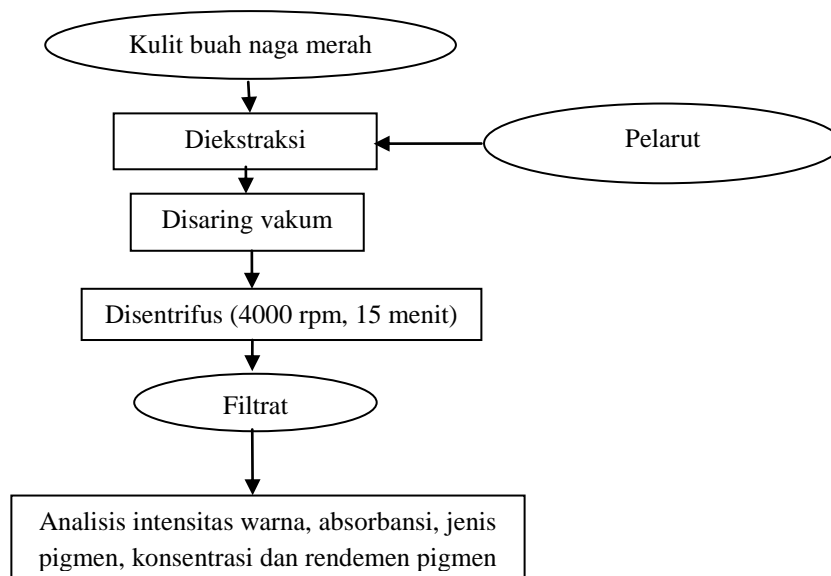 Kulit buah naga merah
Diekstraksi
Pelarut
Disaring vakum
Disentrifus (4000 rpm, 15 menit)
Filtrat
Analisis intensitas warna, absorbansi, jenis
pigmen, konsentrasi dan rendemen pigmen